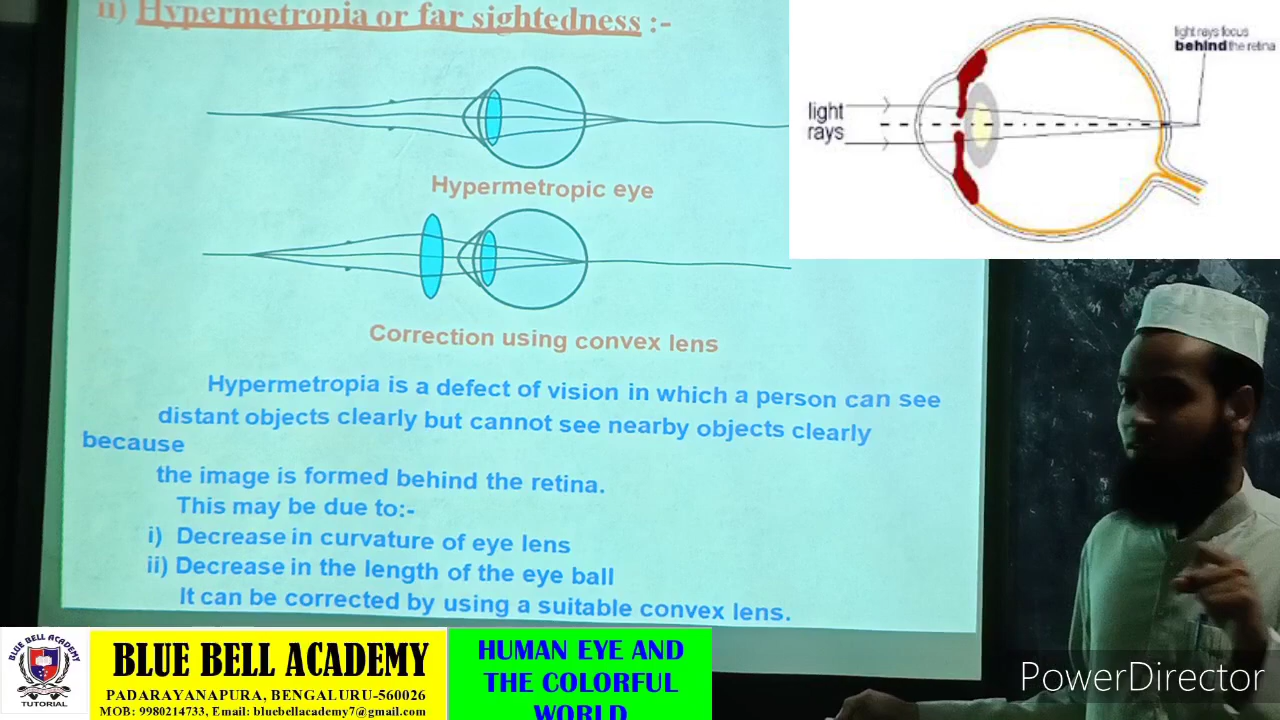 ii) Hypermetropia or far sightedness :-
Hypermetropic eye
Correction using convex lens
Hypermetropia is a defect of vision in which a person can see
distant objects clearly but cannot see nearby objects clearly
because
the image is formed behind the retina.
This may be due to:-
i) Decrease in curvature of eye lens
ii) Decrease in the length of the eye ball
It can be corrected by using a suitable convex lens.
light rays focus
behind the retina
light
rays
BLUE BELL ACADEMY
TUTORIAL
BLUE BELL ACADEMY
PADARAYANAPURA, BENGALURU-560026
MOB: 9980214733, Email: bluebellacademy7@gmail.com
HUMAN EYE AND
THE COLORFUL
WORLD
PowerDirector